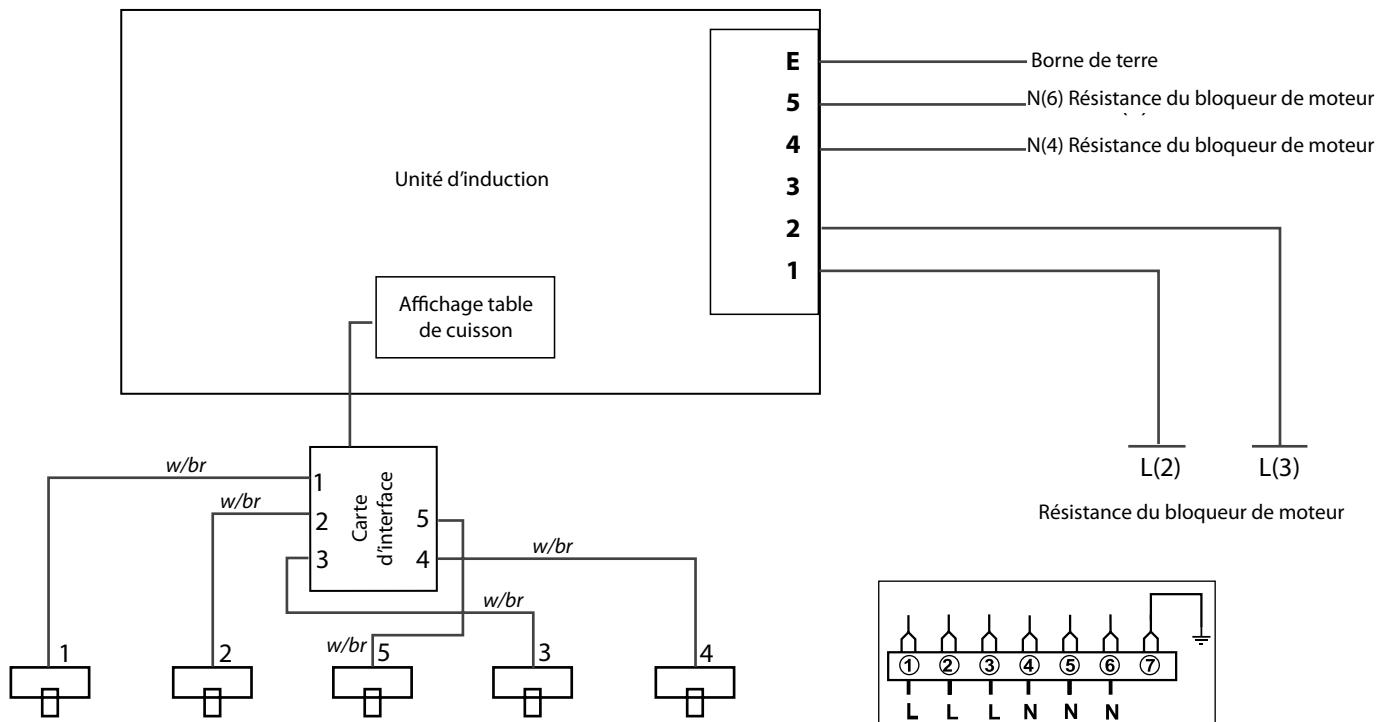 E
Borne de terre
5
N(6) Résistance du bloqueur de moteur
4
N(4) Résistance du bloqueur de moteur
3
2
1
Unité d’induction
Affichage table
de cuisson
L(2)
L(3)
Résistance du bloqueur de moteur
w/br
w/br
1
2
3
Carte
d’interface
5
4
w/br
w/br
w/br
1
2
5
3
4
1 2 3 4 5 6 7
L L L N N N